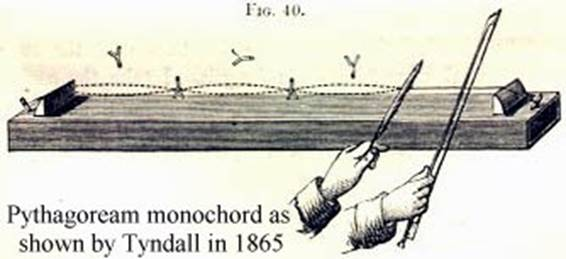 FIG. 40.
Pythagoream monochord as
shown by Tyndall in 1865